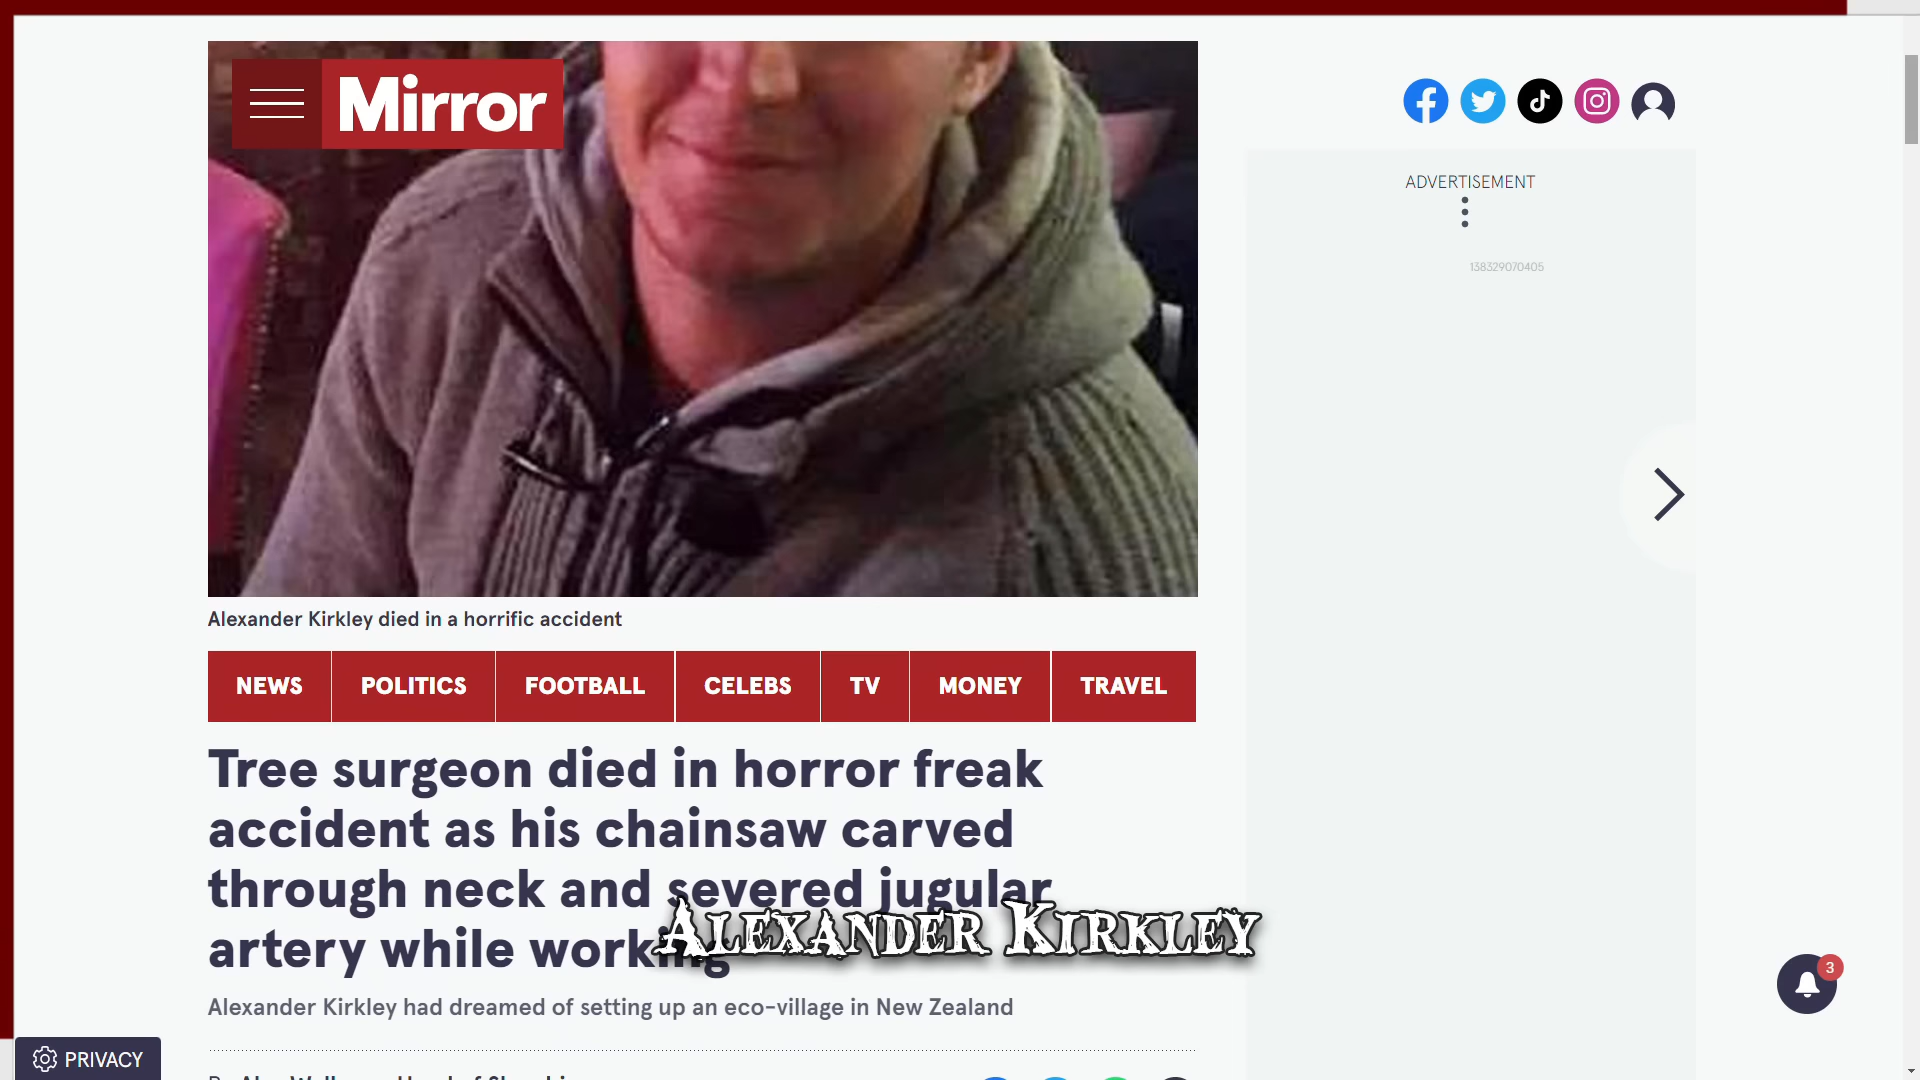 Mirror
ADVERTISEMENT
138329070405
Alexander Kirkley died in a horrific accident
NEWS
POLITICS
FOOTBALL
CELEBS
TV
MONEY
TRAVEL
Tree surgeon died in horror freak
accident as his chainsaw carved
through neck and severed jugular
artery while working
ALEXANDER KIRKLEY
Alexander Kirkley had dreamed of setting up an eco-village in New Zealand
3
PRIVACY